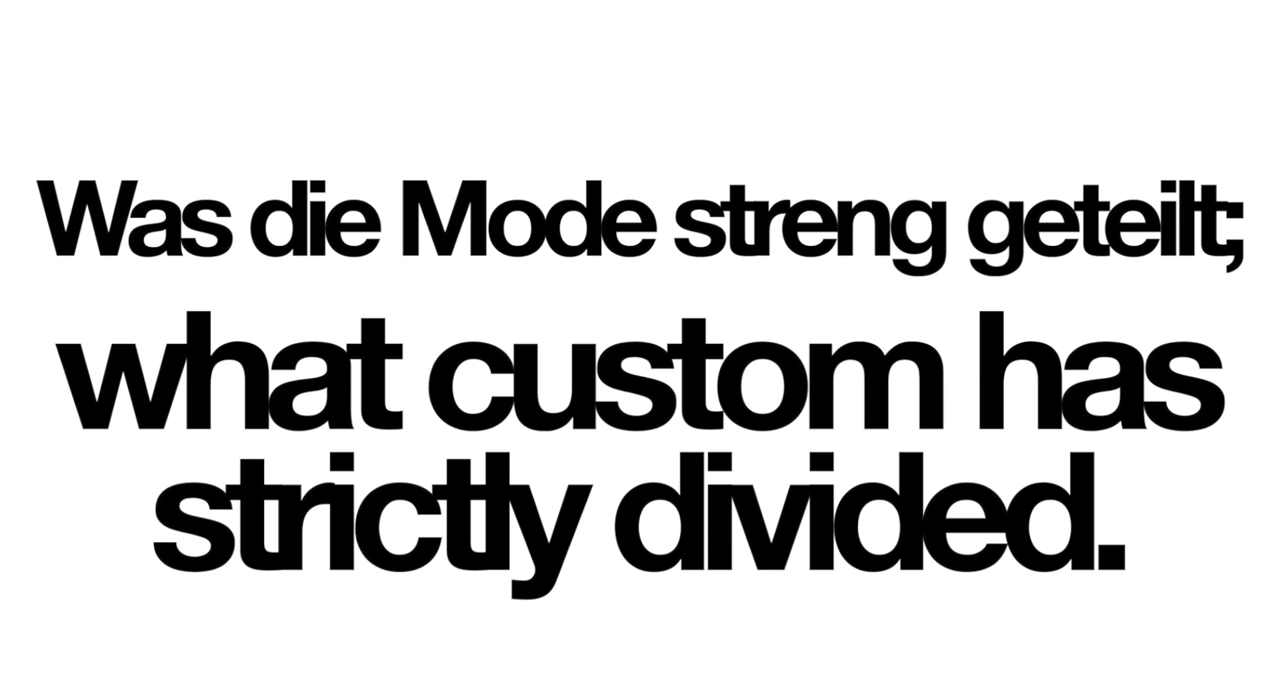 Was die Mode streng geteilt;
what custom has
strictly divided.